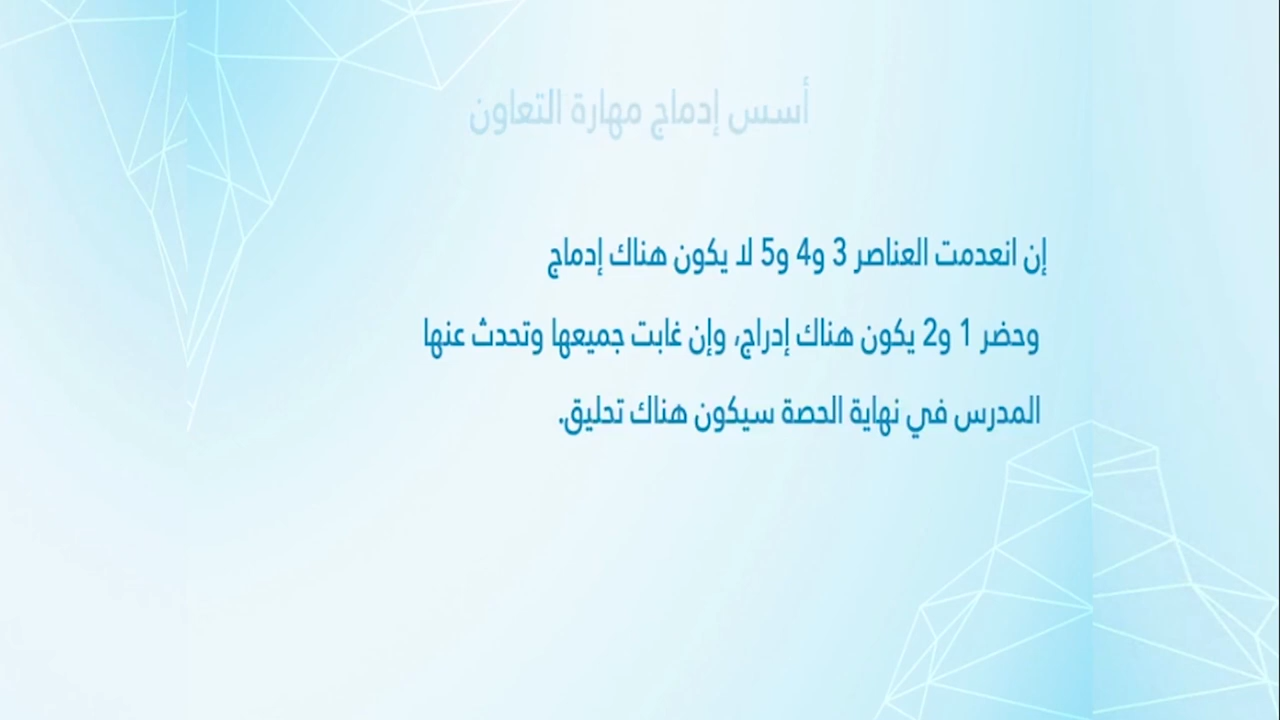 أسس إدماج مهارة التعاون
إن انعدمت العناصر 3 و4 و5 لا يكون هناك إدماج
وحضر 1 و2 يكون هناك إدراج، وإن غابت جميعها وتحدث عنها
المدرس في نهاية الحصة سيكون هناك تحليق.